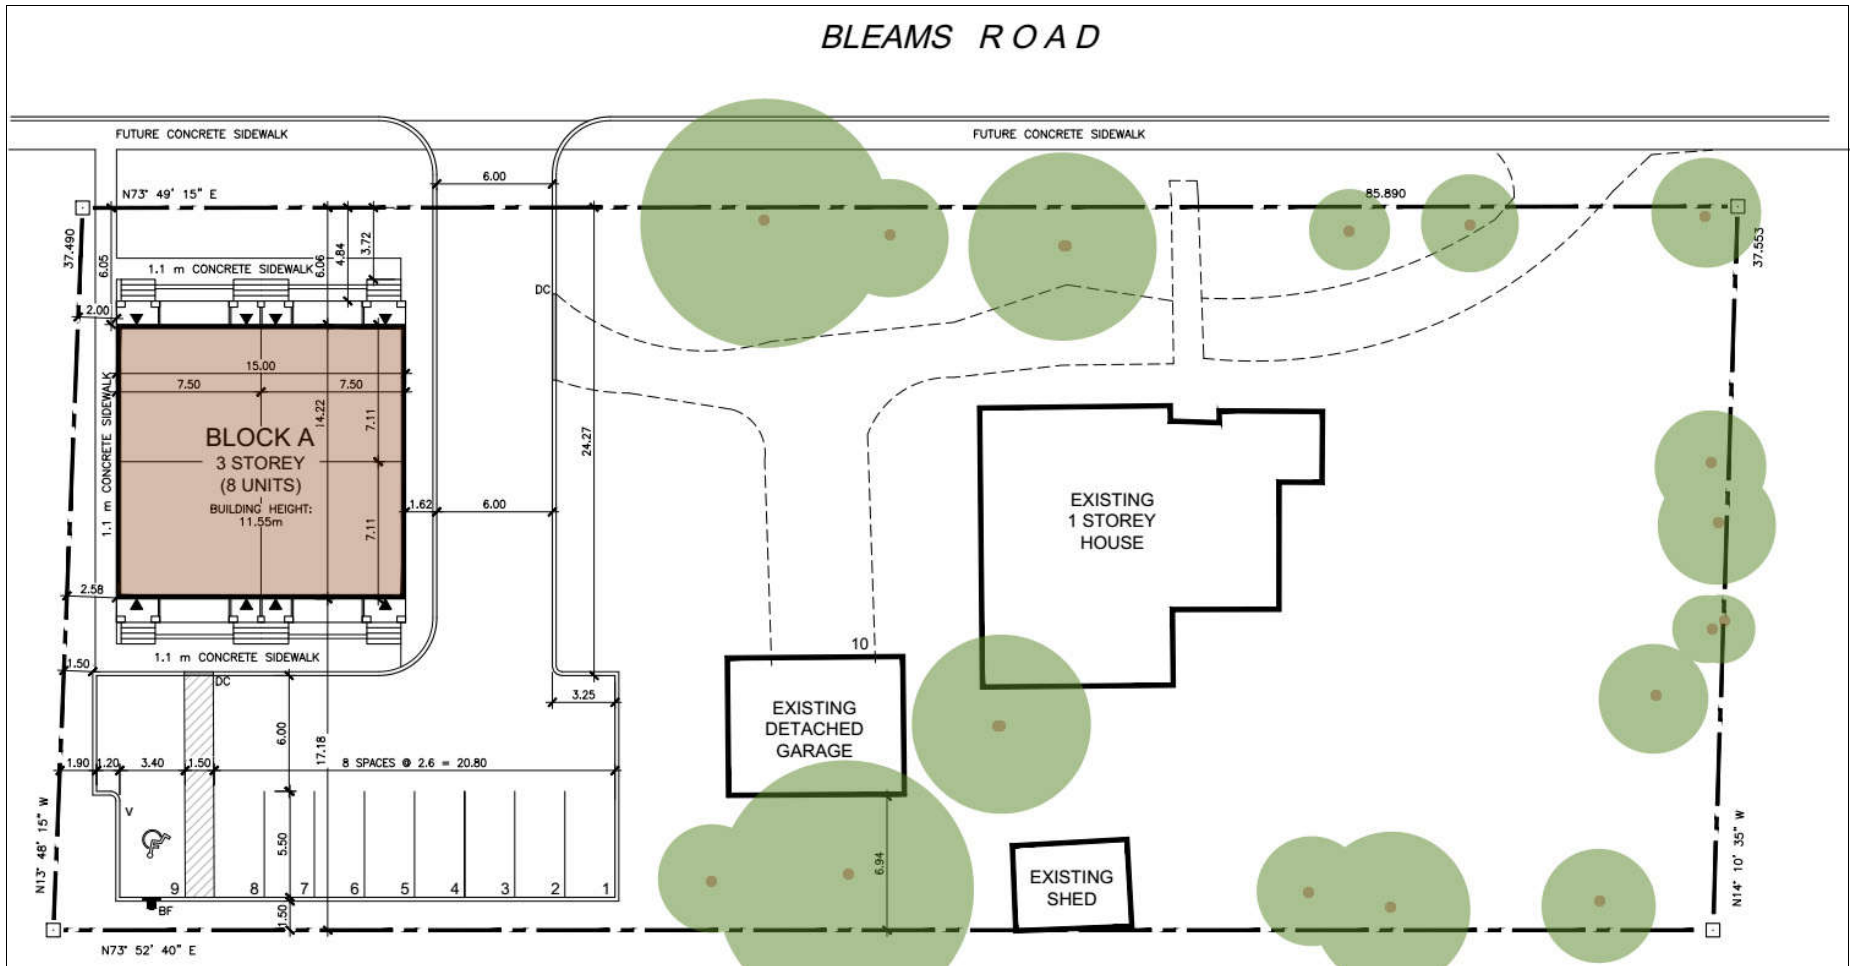 BLEAMS ROAD
FUTURE CONCRETE SIDEWALK
FUTURE CONCRETE SIDEWALK
6.00
N73° 49' 15" E
85.890
37.490
6.05
6.06
4.84
3.72
37.553
1.1 m CONCRETE SIDEWALK
DC
2.00
15.00
7.50
7.50
14.22
7.11
1.1 m CONCRETE SIDEWALK
BLOCK A
3 STOREY
(8 UNITS)
BUILDING HEIGHT:
11.55m
7.11
1.62
6.00
24.27
EXISTING
1 STOREY
HOUSE
2.58
10
1.1 m CONCRETE SIDEWALK
1.50
DC
3.25
EXISTING
DETACHED
GARAGE
6.00
17.18
1.90
1.20
3.40
1.50
8 SPACES @ 2.6 = 20.80
V
5.50
6.94
N13° 48' 15" W
N14° 10' 35" W
EXISTING
SHED
9
8
7
6
5
4
3
2
1
BF
1.50
N73° 52' 40" E